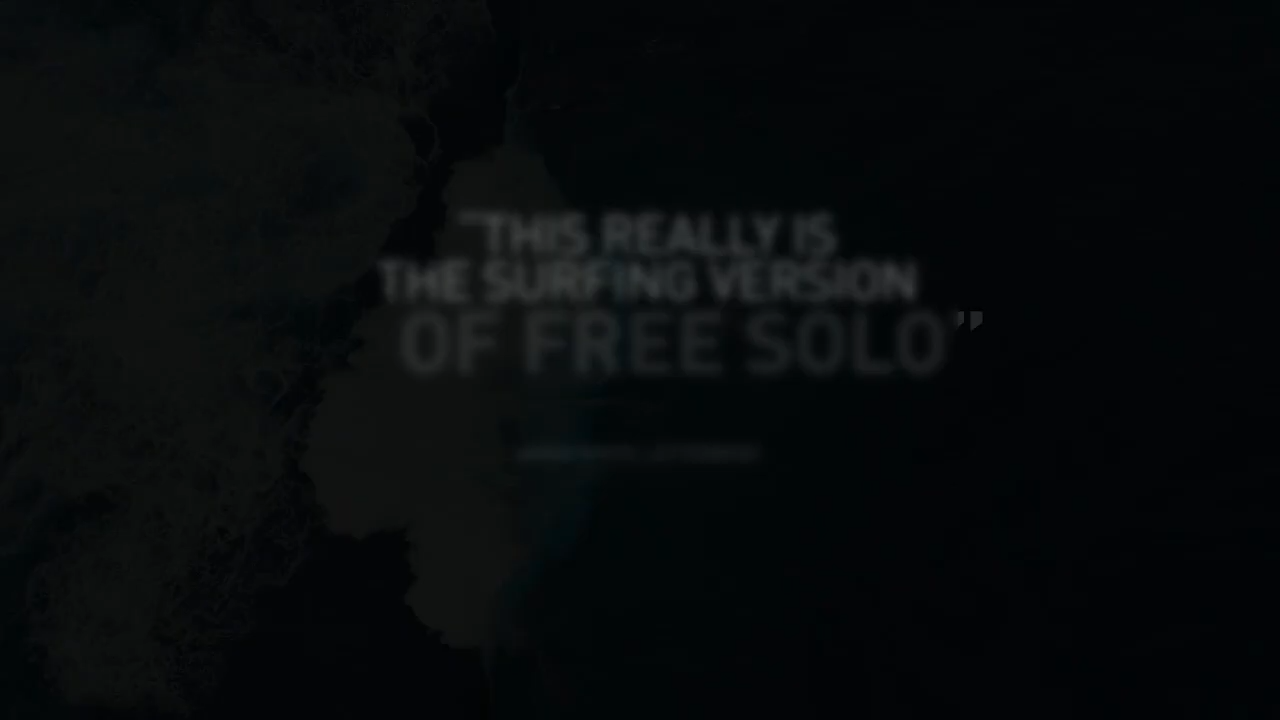 "THIS REALLY IS
THE SURFING VERSION
OF FREE SOLO"